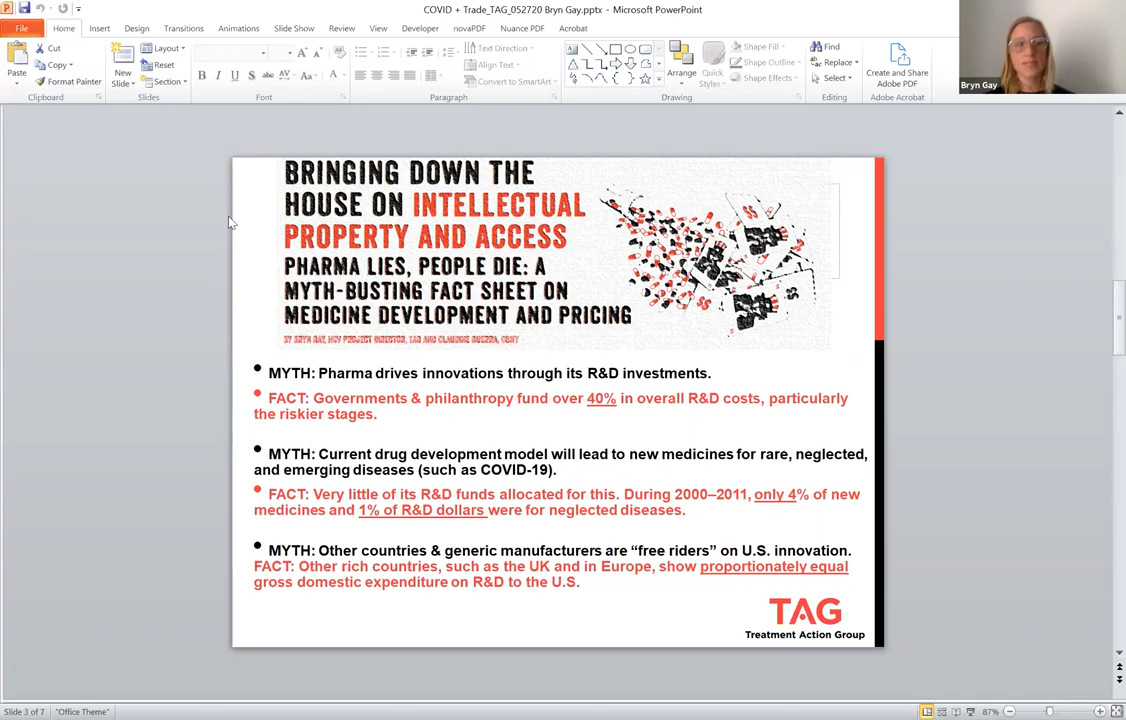 COVID + Trade_TAG_052720 Bryn Gay.pptx - Microsoft PowerPoint
File Home Insert Design Transitions Animations Slide Show Review View Developer novaPDF Nuance PDF Acrobat
Paste
Cut
Copy
Format Painter
Clipboard
New Slide
Layout
Reset
Section
Slides
Font
Text Direction
Align Text
Convert to SmartArt
Paragraph
Arrange
Quick Styles
Shape Fill
Shape Outline
Shape Effects
Drawing
Find
Replace
Select
Editing
Create and Share
Adobe PDF
Adobe Acrobat
Bryn Gay
BRINGING DOWN THE
HOUSE ON INTELLECTUAL
PROPERTY AND ACCESS
PHARMA LIES, PEOPLE DIE: A
MYTH-BUSTING FACT SHEET ON
MEDICINE DEVELOPMENT AND PRICING
BY BRYN GAY, HCV PROJECT DIRECTOR, TAG AND CLAUDINE GUERRA,
• MYTH: Pharma drives innovations through its R&D investments.
• FACT: Governments & philanthropy fund over 40% in overall R&D costs, particularly
the riskier stages.
• MYTH: Current drug development model will lead to new medicines for rare, neglected,
and emerging diseases (such as COVID-19).
• FACT: Very little of its R&D funds allocated for this. During 2000–2011, only 4% of new
medicines and 1% of R&D dollars were for neglected diseases.
• MYTH: Other countries & generic manufacturers are “free riders” on U.S. innovation.
FACT: Other rich countries, such as the UK and in Europe, show proportionately equal
gross domestic expenditure on R&D to the U.S.
TAG
Treatment Action Group
Slide 3 of 7 "Office Theme" 87%